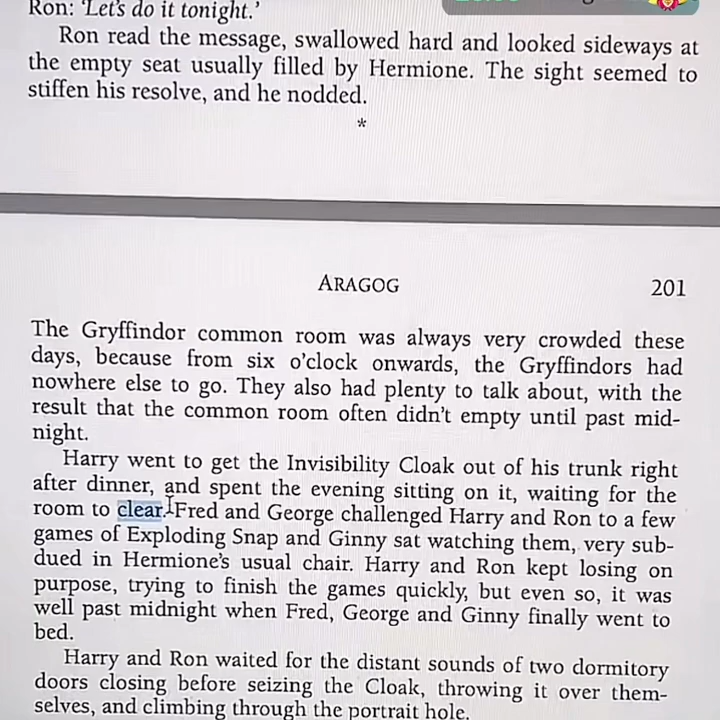 Ron: 'Let's do it tonight.'
Ron read the message, swallowed hard and looked sideways at
the empty seat usually filled by Hermione. The sight seemed to
stiffen his resolve, and he nodded.
*
ARAGOG 201
The Gryffindor common room was always very crowded these
days, because from six o'clock onwards, the Gryffindors had
nowhere else to go. They also had plenty to talk about, with the
result that the common room often didn't empty until past mid-
night.
Harry went to get the Invisibility Cloak out of his trunk right
after dinner, and spent the evening sitting on it, waiting for the
room to clear. Fred and George challenged Harry and Ron to a few
games of Exploding Snap and Ginny sat watching them, very sub-
dued in Hermione's usual chair. Harry and Ron kept losing on
purpose, trying to finish the games quickly, but even so, it was
well past midnight when Fred, George and Ginny finally went to
bed.
Harry and Ron waited for the distant sounds of two dormitory
doors closing before seizing the Cloak, throwing it over them-
selves, and climbing through the portrait hole.